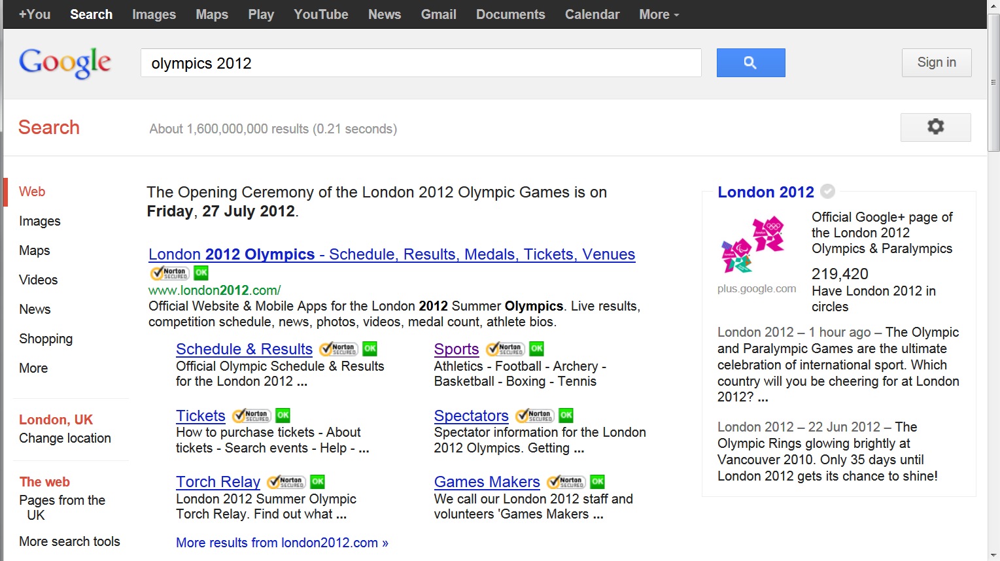 +You Search Images Maps Play YouTube News Gmail Documents Calendar More
Google
olympics 2012
Sign in
Search
About 1,600,000,000 results (0.21 seconds)
Web
Images
Maps
Videos
News
Shopping
More
London, UK
Change location
The web
Pages from the
UK
More search tools
The Opening Ceremony of the London 2012 Olympic Games is on
Friday, 27 July 2012.
London 2012 Olympics - Schedule, Results, Medals, Tickets, Venues
Norton SECURED OK
www.london2012.com/
Official Website & Mobile Apps for the London 2012 Summer Olympics. Live results,
competition schedule, news, photos, videos, medal count, athlete bios.
Schedule & Results Norton SECURED OK
Official Olympic Schedule & Results
for the London 2012 ...
Sports Norton SECURED OK
Athletics - Football - Archery -
Basketball - Boxing - Tennis
Tickets Norton SECURED OK
How to purchase tickets - About
tickets - Search events - Help - ...
Spectators Norton SECURED OK
Spectator information for the London
2012 Olympics. Getting ...
Torch Relay Norton SECURED OK
London 2012 Summer Olympic
Torch Relay. Find out what ...
Games Makers Norton SECURED OK
We call our London 2012 staff and
volunteers 'Games Makers ...
More results from london2012.com »
London 2012
Official Google+ page of
the London 2012
Olympics & Paralympics
219,420
Have London 2012 in
circles
plus.google.com
London 2012 – 1 hour ago – The Olympic
and Paralympic Games are the ultimate
celebration of international sport. Which
country will you be cheering for at London
2012? ...
London 2012 – 22 Jun 2012 – The
Olympic Rings glowing brightly at
Vancouver 2010. Only 35 days until
London 2012 gets its chance to shine!